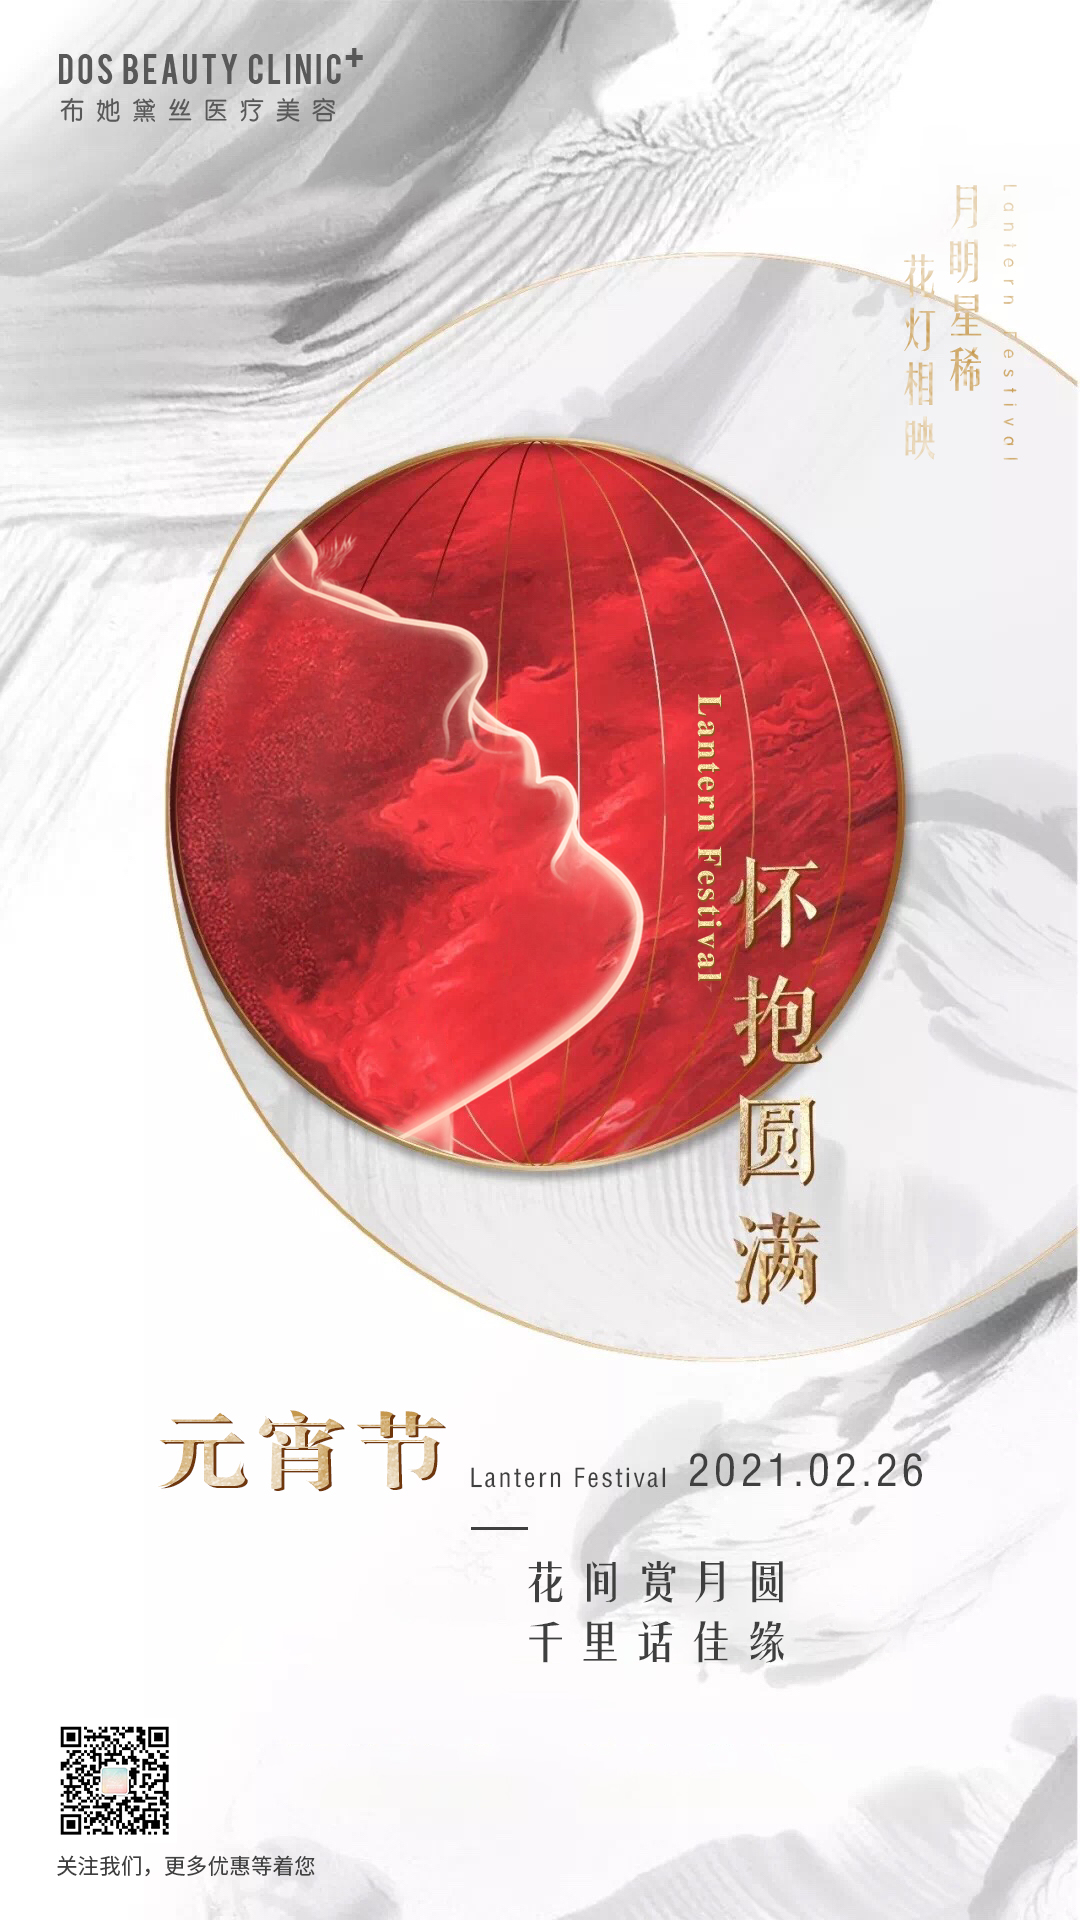 DOS BEAUTY CLINIC+
布她黛丝医疗美容
Lantern Festival
月明星稀
花灯相映
Lantern Festival
怀抱圆满
元宵节
Lantern Festival 2021.02.26
花间赏月圆
千里话佳缘
关注我们，更多优惠等着您